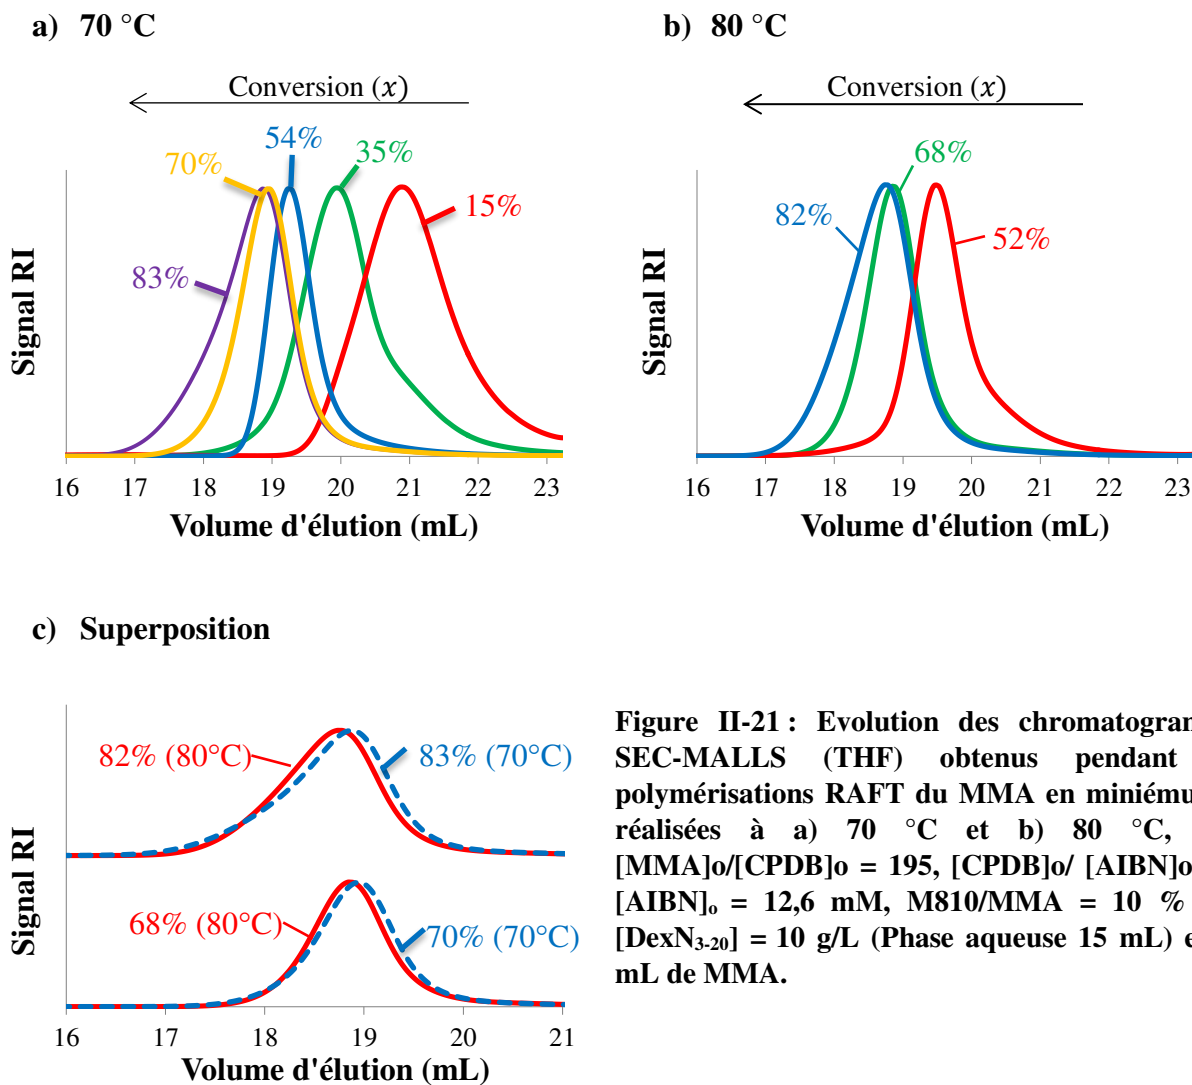 a) 70 °C
b) 80 °C
Conversion (x)
Conversion (x)
54%
70%
35%
15%
83%
68%
82%
52%
Signal RI
Signal RI
16 17 18 19 20 21 22 23
16 17 18 19 20 21 22 23
Volume d'élution (mL)
Volume d'élution (mL)
c) Superposition
82% (80°C)
83% (70°C)
68% (80°C)
70% (70°C)
Signal RI
16 17 18 19 20 21
Volume d'élution (mL)
Figure II-21 : Evolution des chromatogram
SEC-MALLS (THF) obtenus pendant
polymérisations RAFT du MMA en miniému
réalisées à a) 70 °C et b) 80 °C,
[MMA]o/[CPDB]o = 195, [CPDB]o/ [AIBN]o
[AIBN]o = 12,6 mM, M810/MMA = 10 %
[DexN3-20] = 10 g/L (Phase aqueuse 15 mL) e
mL de MMA.